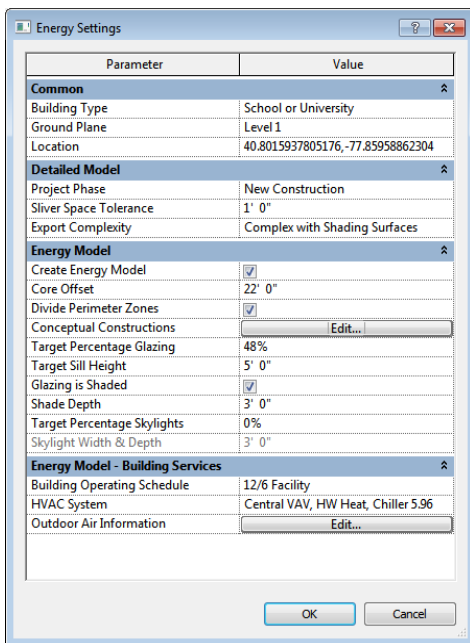 Energy Settings
Parameter Value
Common
Building Type School or University
Ground Plane Level 1
Location 40.8015937805176,-77.85958862304
Detailed Model
Project Phase New Construction
Sliver Space Tolerance 1' 0"
Export Complexity Complex with Shading Surfaces
Energy Model
Create Energy Model
Core Offset 22' 0"
Divide Perimeter Zones
Conceptual Constructions Edit...
Target Percentage Glazing 48%
Target Sill Height 5' 0"
Glazing is Shaded
Shade Depth 3' 0"
Target Percentage Skylights 0%
Skylight Width & Depth 3' 0"
Energy Model - Building Services
Building Operating Schedule 12/6 Facility
HVAC System Central VAV, HW Heat, Chiller 5.96
Outdoor Air Information Edit...
OK Cancel